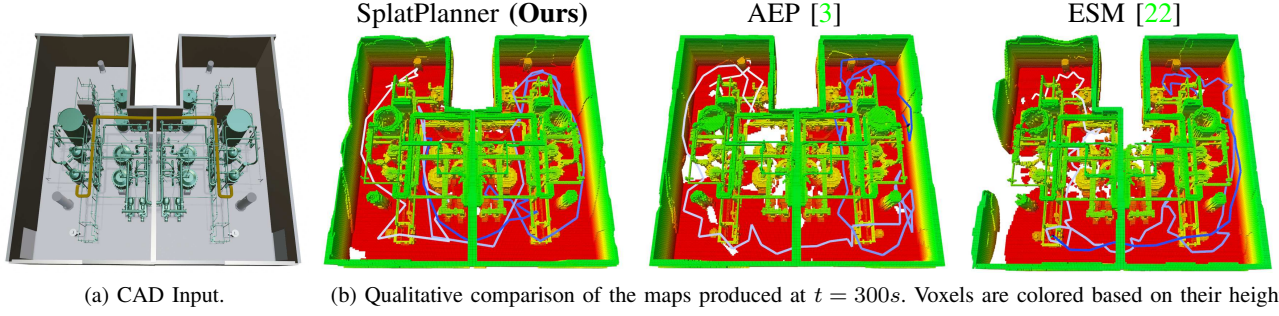 SplatPlanner (Ours) AEP [3] ESM [22]
(a) CAD Input. (b) Qualitative comparison of the maps produced at t = 300s. Voxels are colored based on their heigh